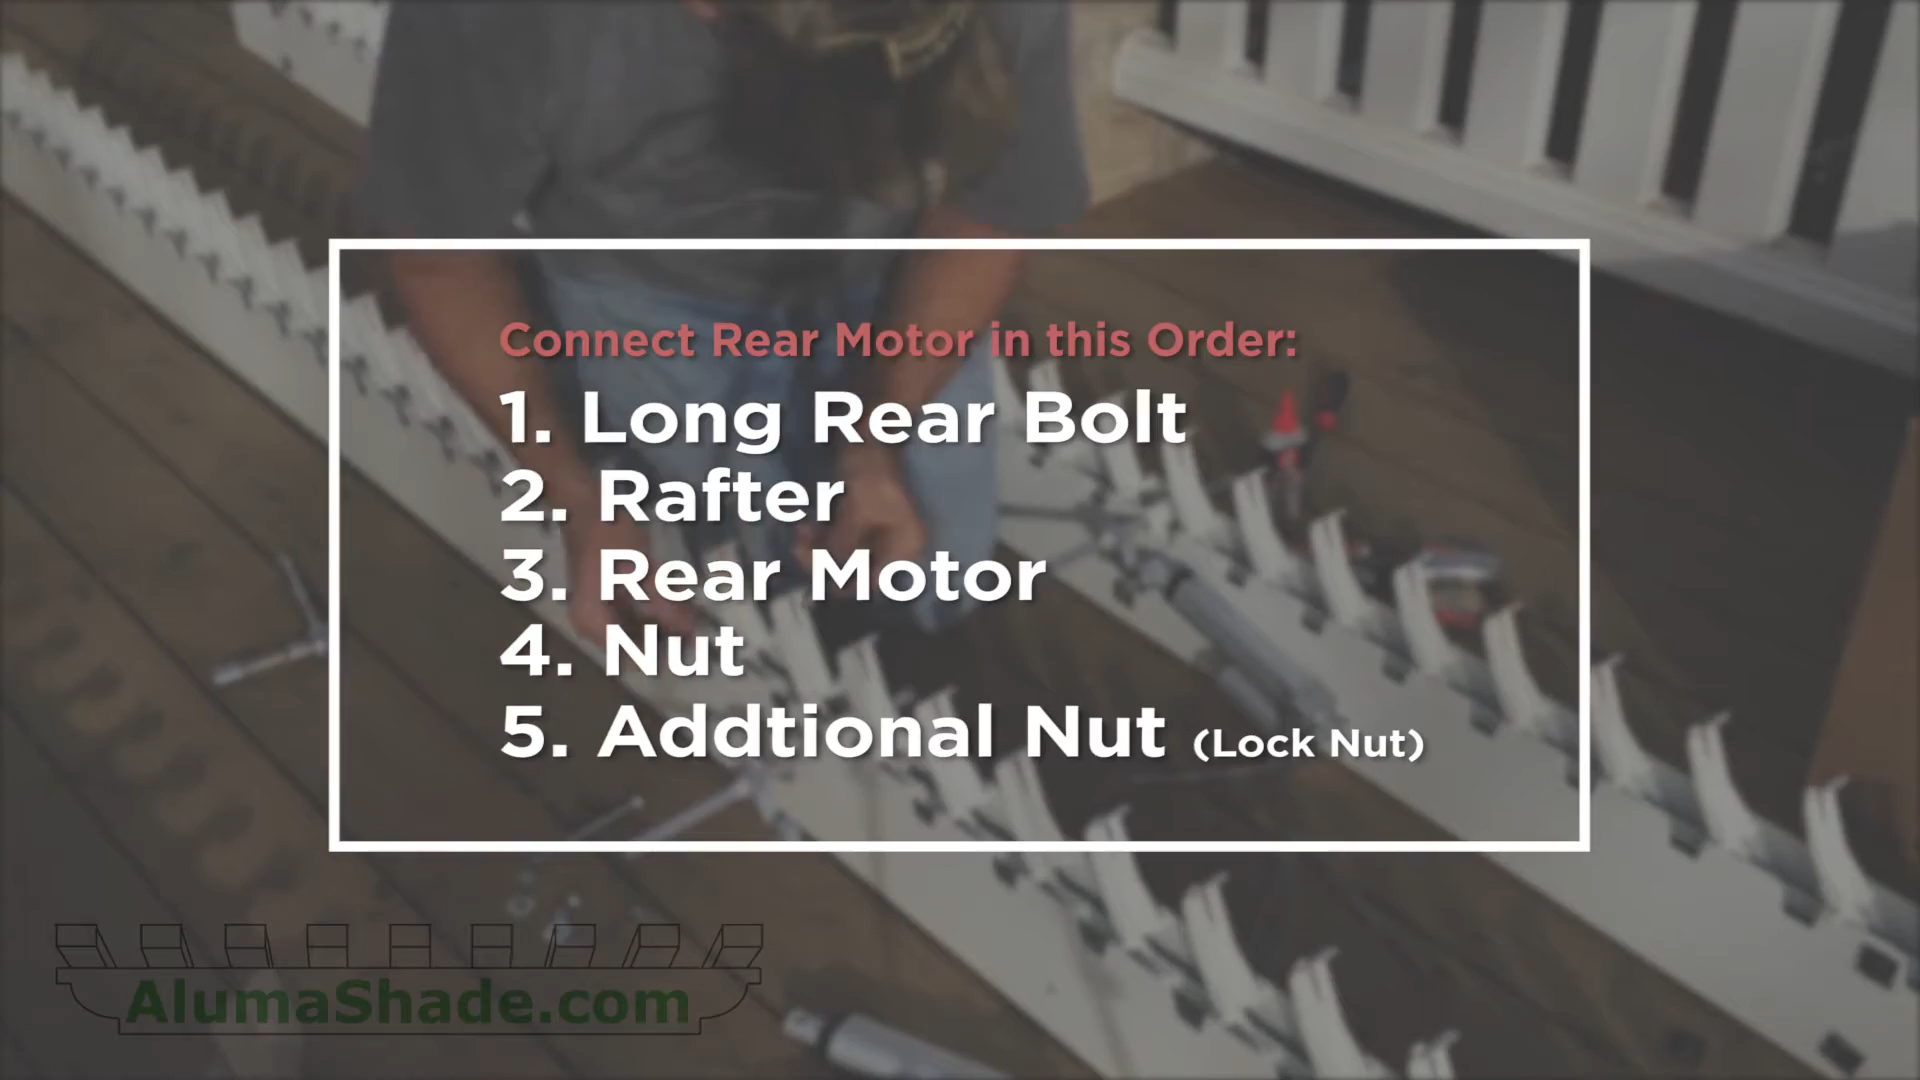 Connect Rear Motor in this Order:
1. Long Rear Bolt
2. Rafter
3. Rear Motor
4. Nut
5. Addtional Nut (Lock Nut)
AlumaShade.com